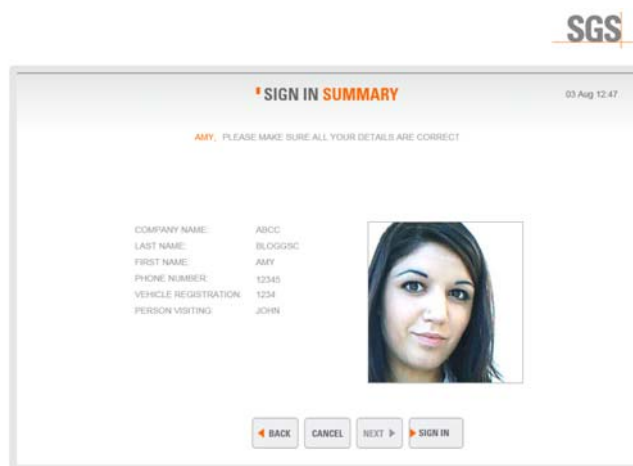 SGS
SIGN IN SUMMARY
03 Aug 12:47
AMY, PLEASE MAKE SURE ALL YOUR DETAILS ARE CORRECT
COMPANY NAME: ABCC
LAST NAME: BLOGGSC
FIRST NAME: AMY
PHONE NUMBER: 12345
VEHICLE REGISTRATION: 1234
PERSON VISITING: JOHN
BACK CANCEL NEXT SIGN IN